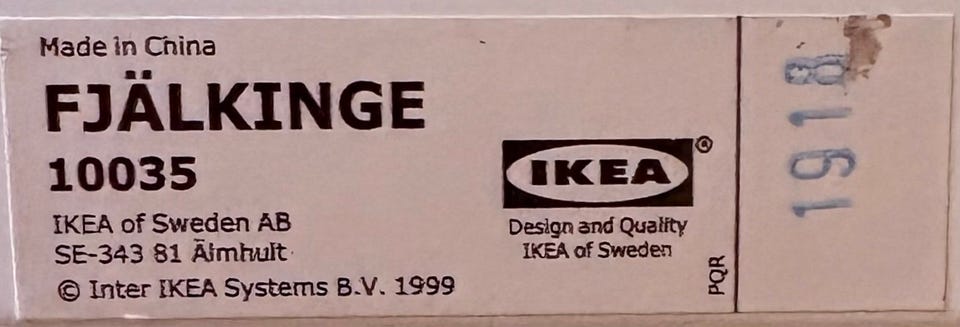 Made in China
FJÄLKINGE
10035
IKEA of Sweden AB
SE-343 81 Älmhult
© Inter IKEA Systems B.V. 1999
IKEA®
Design and Quality
IKEA of Sweden
PQR
1918